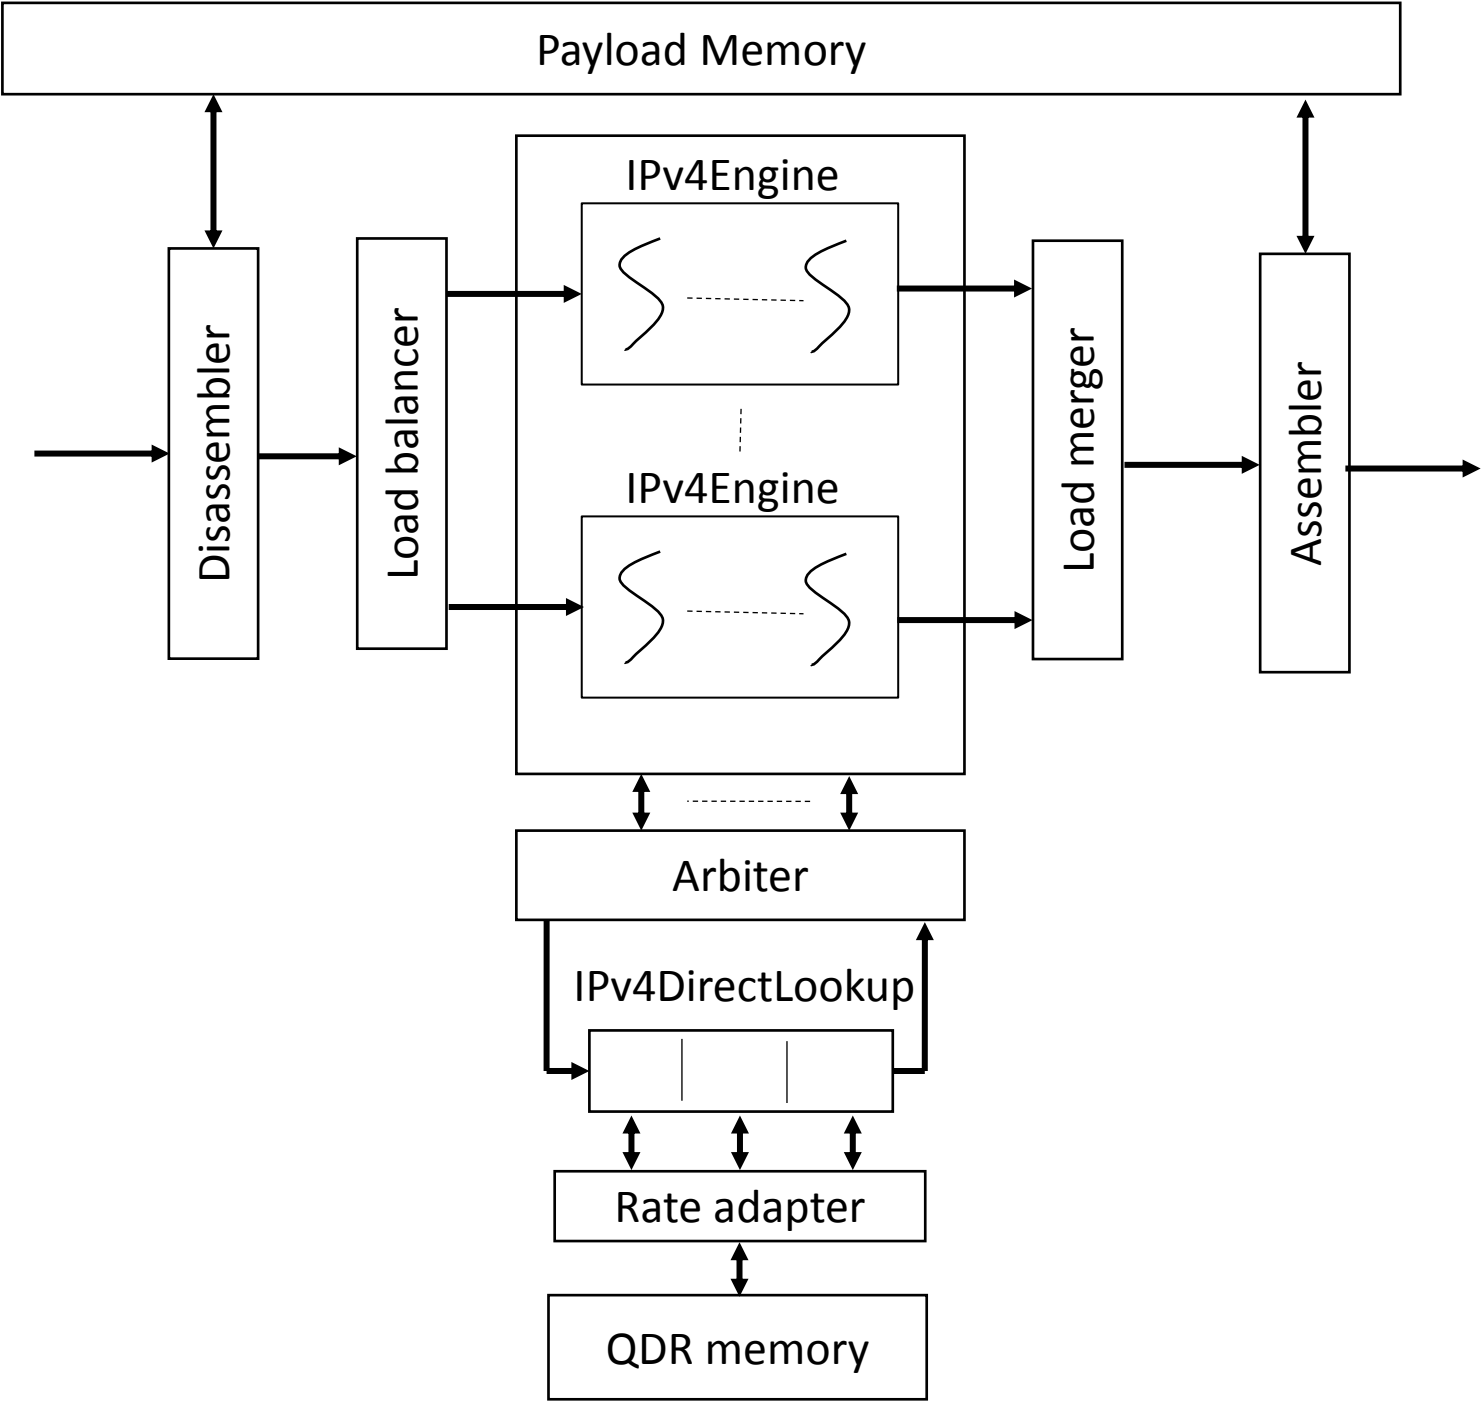 Payload Memory
IPv4Engine
Disassembler
Load balancer
Load merger
Assembler
IPv4Engine
Arbiter
IPv4DirectLookup
Rate adapter
QDR memory